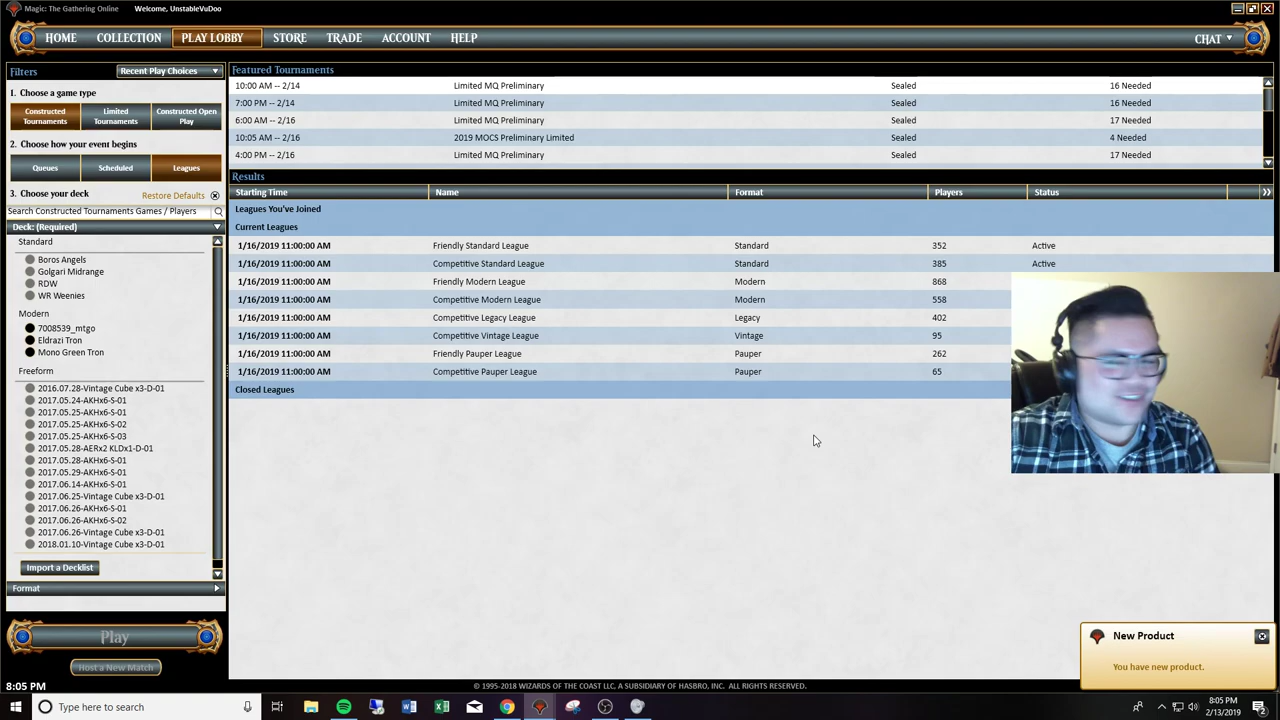 Magic: The Gathering Online Welcome, UnstableVuDoo
HOME COLLECTION PLAY LOBBY STORE TRADE ACCOUNT HELP CHAT
Filters Recent Play Choices
1. Choose a game type
Constructed Tournaments Limited Tournaments Constructed Open Play
2. Choose how your event begins
Queues Scheduled Leagues
3. Choose your deck Restore Defaults
Search Constructed Tournaments Games / Players
Deck: (Required)
Standard
Boros Angels
Golgari Midrange
RDW
WR Weenies
Modern
7008539_mtgo
Eldrazi Tron
Mono Green Tron
Freeform
2016.07.28-Vintage Cube x3-D-01
2017.05.24-AKHx6-S-01
2017.05.25-AKHx6-S-01
2017.05.25-AKHx6-S-02
2017.05.25-AKHx6-S-03
2017.05.28-AERx2 KLDx1-D-01
2017.05.28-AKHx6-S-01
2017.05.29-AKHx6-S-01
2017.06.14-AKHx6-S-01
2017.06.25-Vintage Cube x3-D-01
2017.06.26-AKHx6-S-01
2017.06.26-AKHx6-S-02
2017.06.26-Vintage Cube x3-D-01
2018.01.10-Vintage Cube x3-D-01
Import a Decklist
Format
Play
Host a New Match
8:05 PM
Featured Tournaments
10:00 AM -- 2/14 Limited MQ Preliminary Sealed 16 Needed
7:00 PM -- 2/14 Limited MQ Preliminary Sealed 16 Needed
6:00 AM -- 2/16 Limited MQ Preliminary Sealed 17 Needed
10:05 AM -- 2/16 2019 MOCS Preliminary Limited Sealed 4 Needed
4:00 PM -- 2/16 Limited MQ Preliminary Sealed 17 Needed
Results
Starting Time Name Format Players Status
Leagues You've Joined
Current Leagues
1/16/2019 11:00:00 AM Friendly Standard League Standard 352 Active
1/16/2019 11:00:00 AM Competitive Standard League Standard 385 Active
1/16/2019 11:00:00 AM Friendly Modern League Modern 868
1/16/2019 11:00:00 AM Competitive Modern League Modern 558
1/16/2019 11:00:00 AM Competitive Legacy League Legacy 402
1/16/2019 11:00:00 AM Competitive Vintage League Vintage 95
1/16/2019 11:00:00 AM Friendly Pauper League Pauper 262
1/16/2019 11:00:00 AM Competitive Pauper League Pauper 65
Closed Leagues
New Product
You have new product.
© 1995-2018 WIZARDS OF THE COAST LLC, A SUBSIDIARY OF HASBRO, INC. ALL RIGHTS RESERVED.
Type here to search
8:05 PM
2/13/2019
2